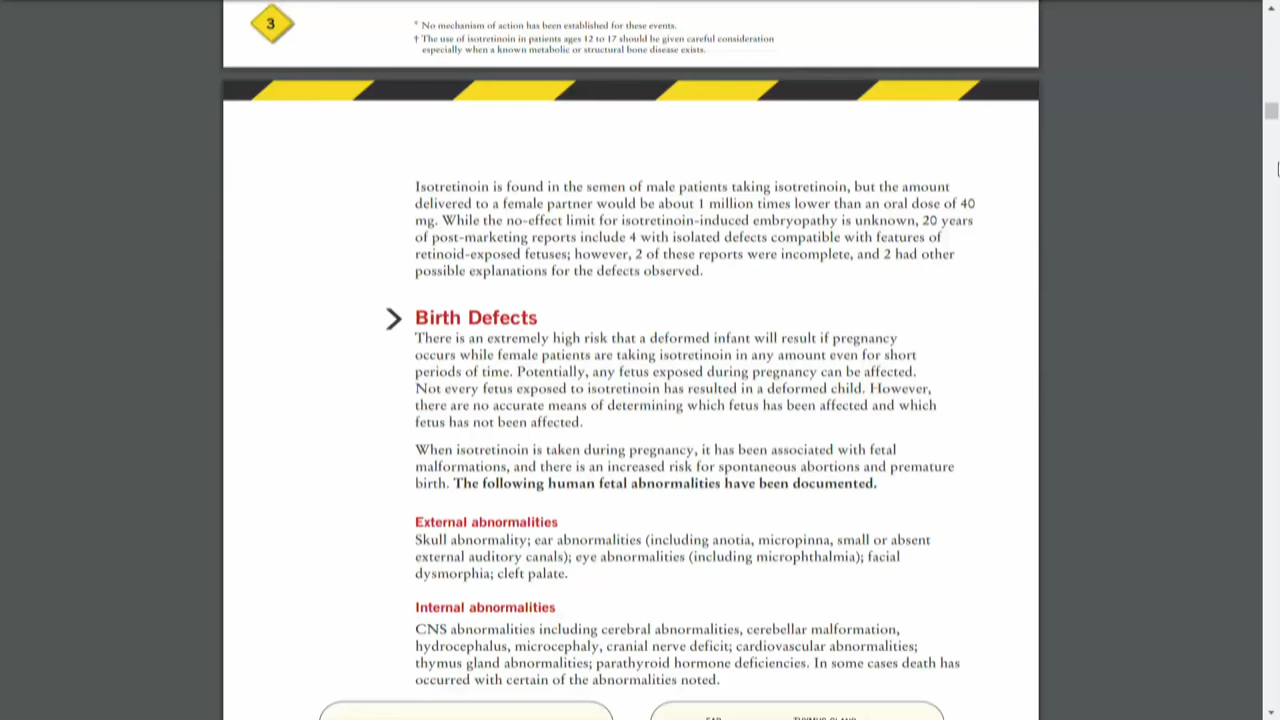 3
* No mechanism of action has been established for these events.
† The use of isotretinoin in patients ages 12 to 17 should be given careful consideration
especially when a known metabolic or structural bone disease exists.
Isotretinoin is found in the semen of male patients taking isotretinoin, but the amount
delivered to a female partner would be about 1 million times lower than an oral dose of 40
mg. While the no-effect limit for isotretinoin-induced embryopathy is unknown, 20 years
of post-marketing reports include 4 with isolated defects compatible with features of
retinoid-exposed fetuses; however, 2 of these reports were incomplete, and 2 had other
possible explanations for the defects observed.
Birth Defects
There is an extremely high risk that a deformed infant will result if pregnancy
occurs while female patients are taking isotretinoin in any amount even for short
periods of time. Potentially, any fetus exposed during pregnancy can be affected.
Not every fetus exposed to isotretinoin has resulted in a deformed child. However,
there are no accurate means of determining which fetus has been affected and which
fetus has not been affected.
When isotretinoin is taken during pregnancy, it has been associated with fetal
malformations, and there is an increased risk for spontaneous abortions and premature
birth. The following human fetal abnormalities have been documented.
External abnormalities
Skull abnormality; ear abnormalities (including anotia, micropinna, small or absent
external auditory canals); eye abnormalities (including microphthalmia); facial
dysmorphia; cleft palate.
Internal abnormalities
CNS abnormalities including cerebral abnormalities, cerebellar malformation,
hydrocephalus, microcephaly, cranial nerve deficit; cardiovascular abnormalities;
thymus gland abnormalities; parathyroid hormone deficiencies. In some cases death has
occurred with certain of the abnormalities noted.